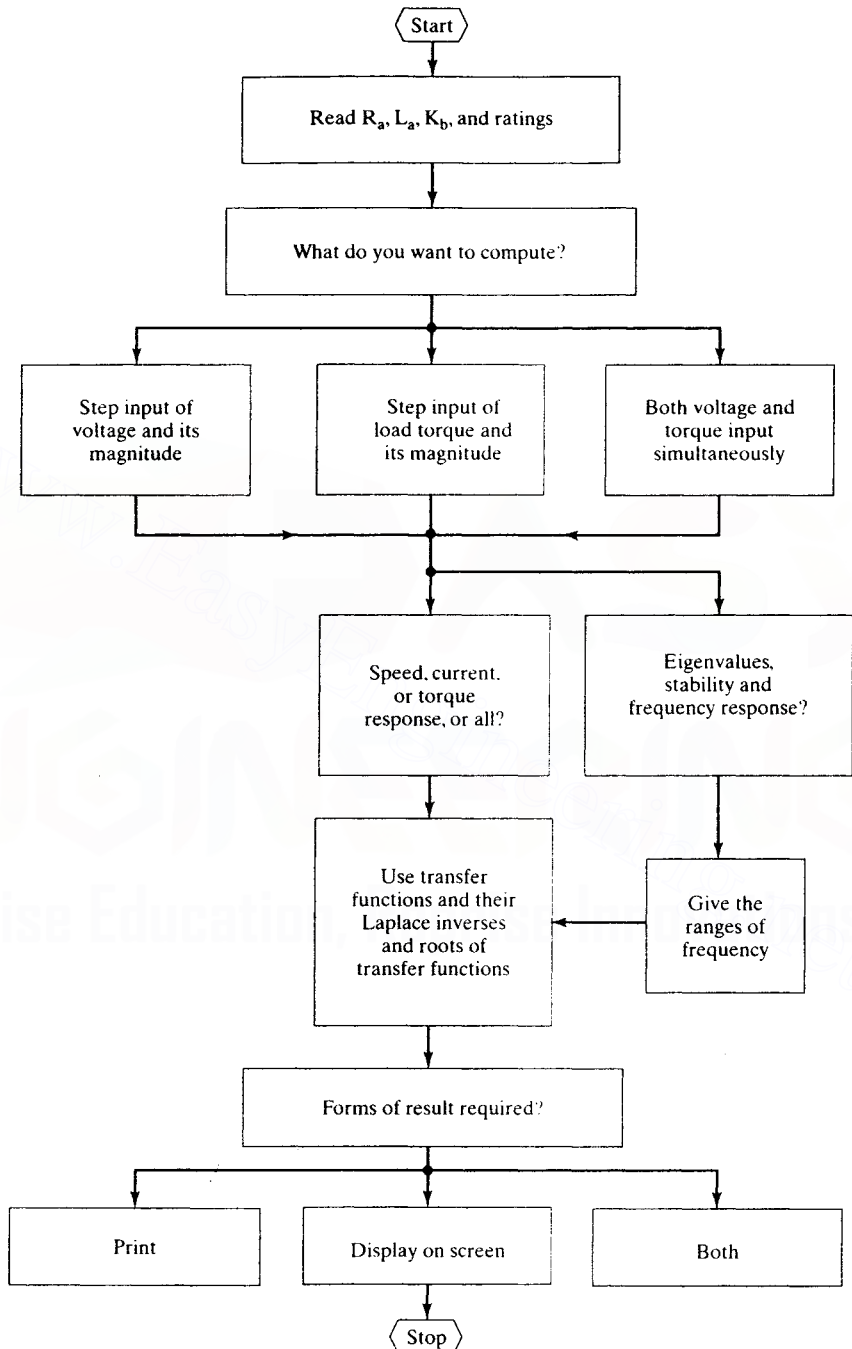 Start
Read Ra, La, Kb, and ratings
What do you want to compute?
Step input of
voltage and its
magnitude
Step input of
load torque and
its magnitude
Both voltage and
torque input
simultaneously
Speed, current,
or torque
response, or all?
Eigenvalues,
stability and
frequency response?
Use transfer
functions and their
Laplace inverses
and roots of
transfer functions
Give the
ranges of
frequency
Forms of result required?
Print
Display on screen
Both
Stop